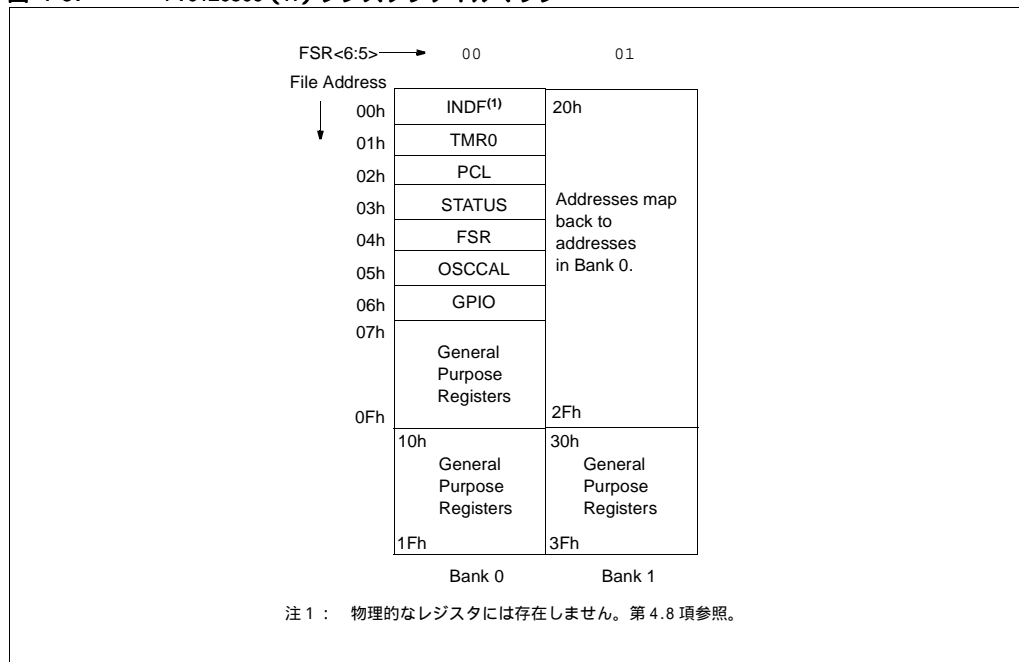 FSR<6:5> 00 01
File Address
00h INDF(1) 20h
01h TMR0
02h PCL
03h STATUS
04h FSR
05h OSCCAL
06h GPIO
07h
General
Purpose
Registers
0Fh
Addresses map
back to
addresses
in Bank 0.
2Fh
10h
General
Purpose
Registers
1Fh
30h
General
Purpose
Registers
3Fh
Bank 0 Bank 1
注 1 : 物理的なレジスタには存在しません。第 4.8 項参照。